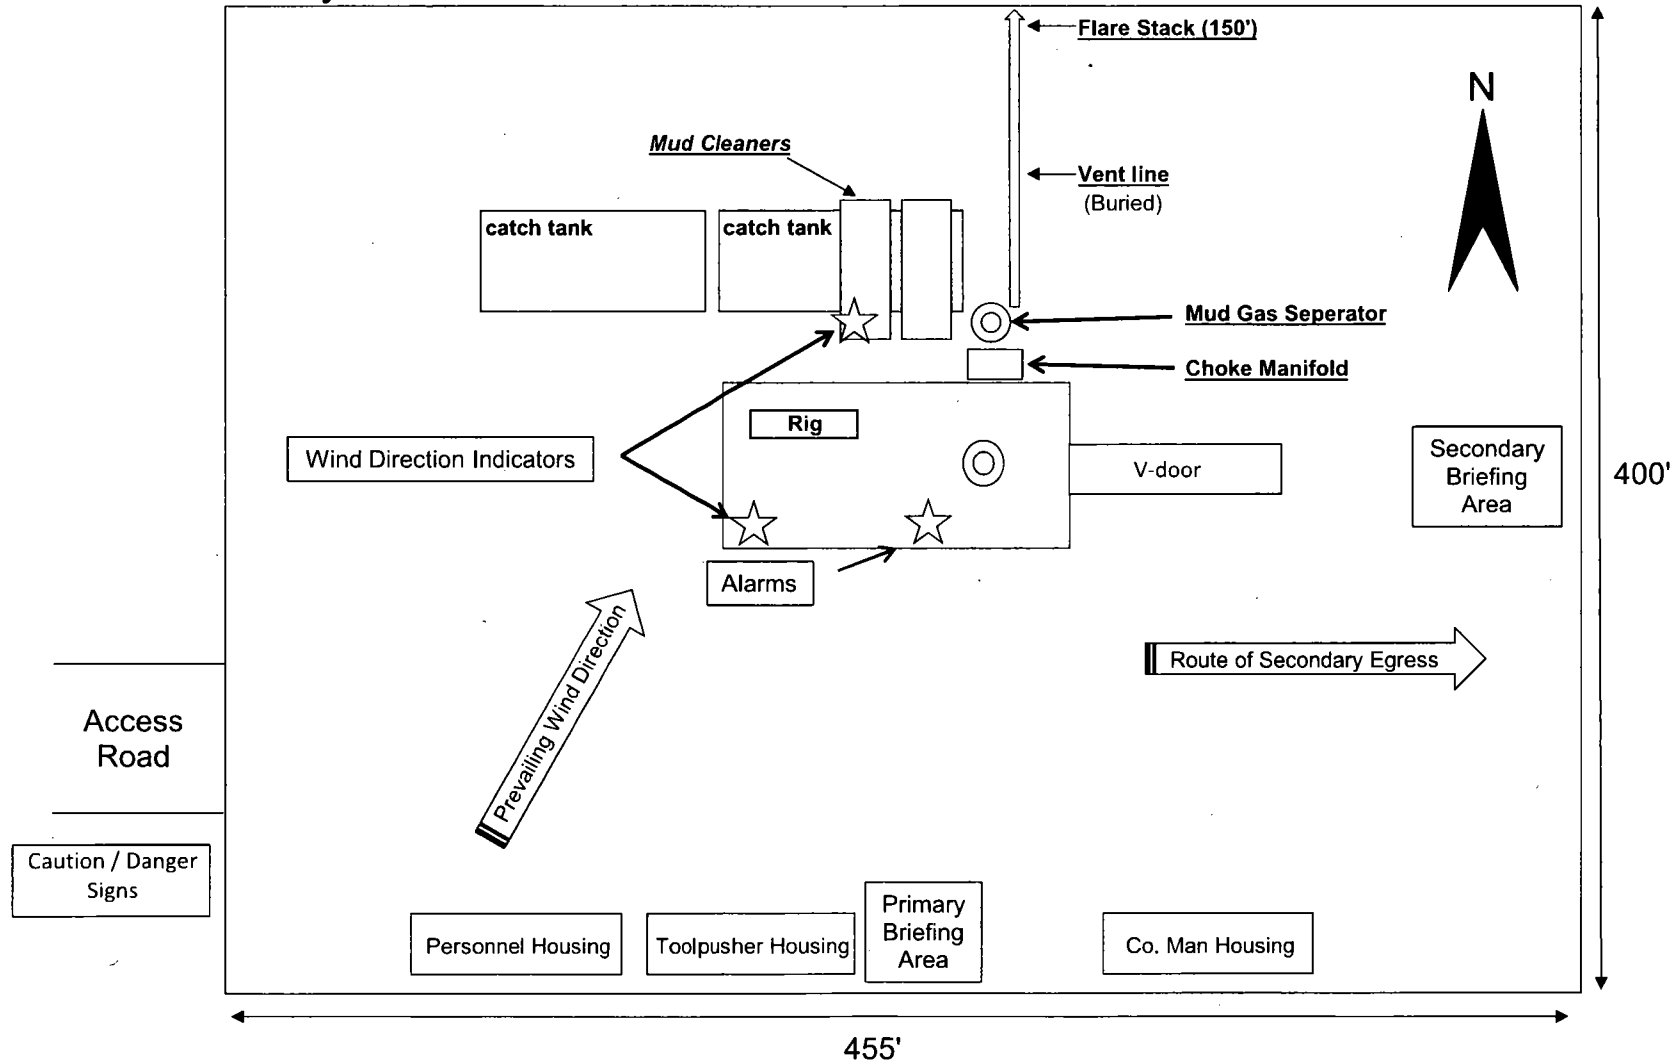 Flare Stack (150')
N
Mud Cleaners
Vent line
(Buried)
catch tank
catch tank
Mud Gas Seperator
Choke Manifold
Rig
Wind Direction Indicators
V-door
Secondary
Briefing
Area
400'
Alarms
Prevailing Wind Direction
Route of Secondary Egress
Access
Road
Caution / Danger
Signs
Primary
Briefing
Area
Personnel Housing
Toolpusher Housing
Co. Man Housing
455'